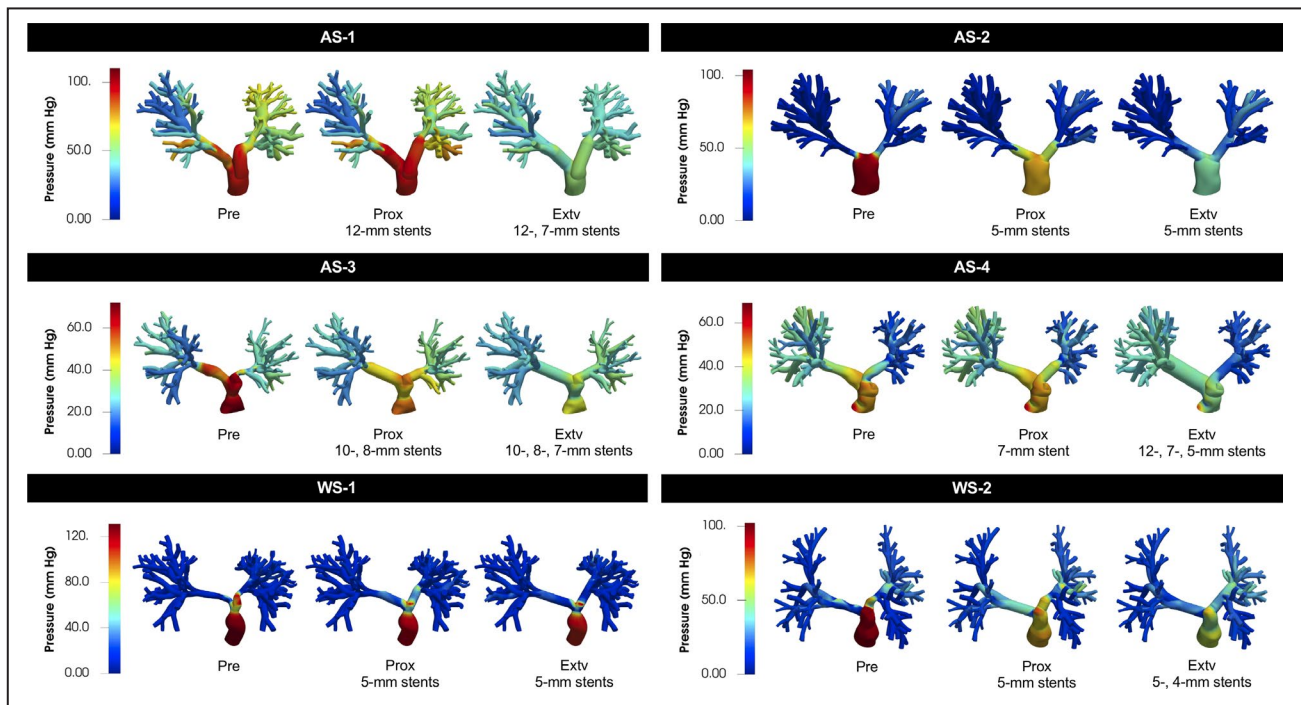 AS-1
AS-2
Pressure (mm Hg)
100.
50.0
0.00
Pre
Prox
12-mm stents
Extv
12-, 7-mm stents
Pressure (mm Hg)
100.
50.0
0.00
Pre
Prox
5-mm stents
Extv
5-mm stents
AS-3
AS-4
Pressure (mm Hg)
60.0
40.0
20.0
0.00
Pre
Prox
10-, 8-mm stents
Extv
10-, 8-, 7-mm stents
Pressure (mm Hg)
60.0
40.0
20.0
0.00
Pre
Prox
7-mm stent
Extv
12-, 7-, 5-mm stents
WS-1
WS-2
Pressure (mm Hg)
120.
80.0
40.0
0.00
Pre
Prox
5-mm stents
Extv
5-mm stents
Pressure (mm Hg)
100.
50.0
0.00
Pre
Prox
5-mm stents
Extv
5-, 4-mm stents